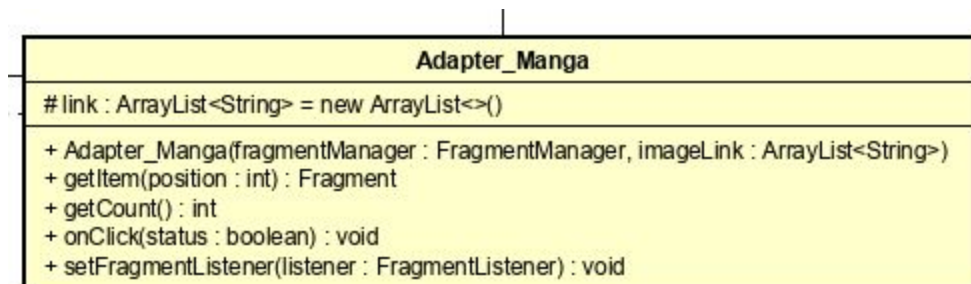 Adapter_Manga
# link : ArrayList<String> = new ArrayList<>()
+ Adapter_Manga(fragmentManager : FragmentManager, imageLink : ArrayList<String>)
+ getItem(position : int) : Fragment
+ getCount() : int
+ onClick(status : boolean) : void
+ setFragmentListener(listener : FragmentListener) : void